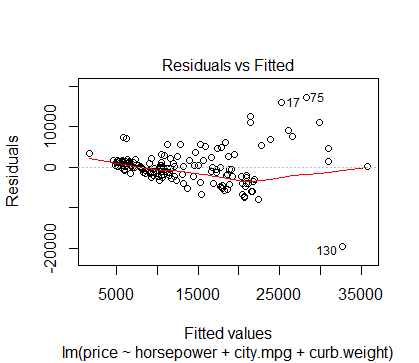 Residuals vs Fitted
Residuals
10000
0
-20000
17
75
130
5000 15000 25000 35000
Fitted values
lm(price ~ horsepower + city.mpg + curb.weight)